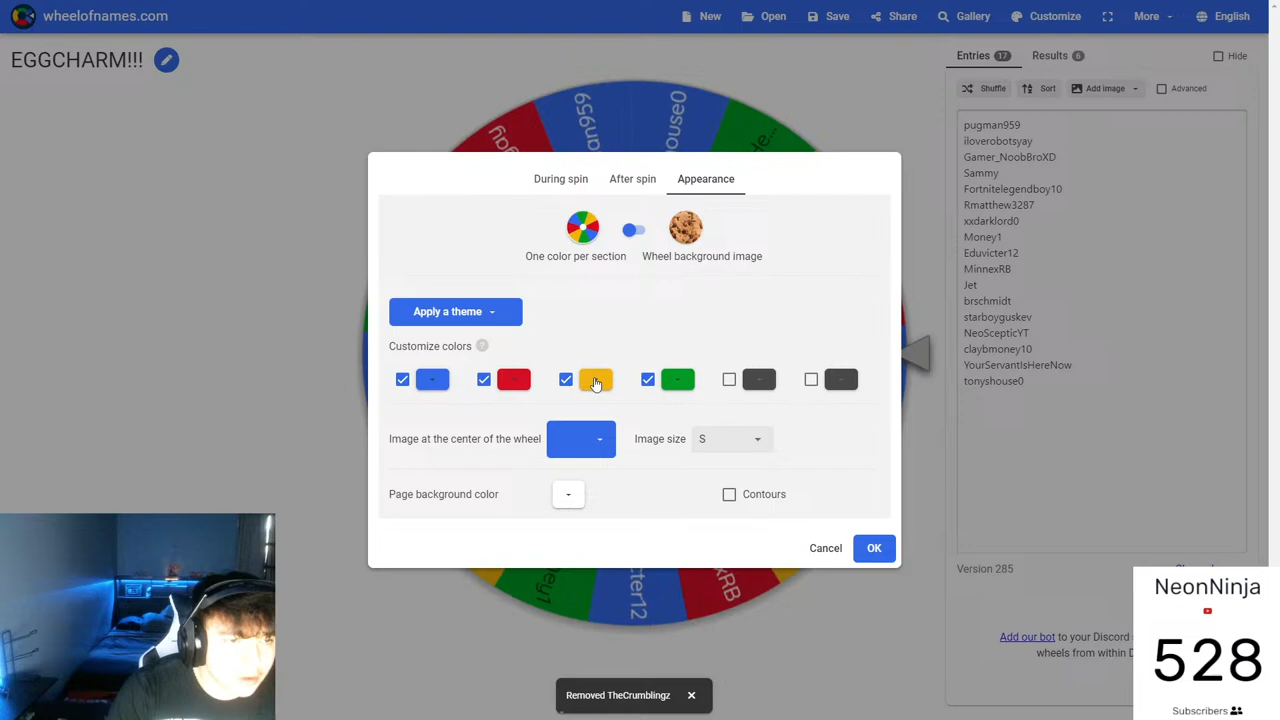 wheelofnames.com
New
Open
Save
Share
Gallery
Customize
More
English
EGGCHARM!!!
Entries 17
Results 6
Hide
Shuffle
Sort
Add image
Advanced
pugman959
iloverobotsyay
Gamer_NoobBroXD
Sammy
Fortnitelegendboy10
Rmatthew3287
xxdarklord0
Money1
Eduvicter12
MinnexRB
Jet
brschmidt
starboyguskev
NeoScepticYT
claybmoney10
YourServantIsHereNow
tonyshouse0
During spin
After spin
Appearance
One color per section
Wheel background image
Apply a theme
Customize colors ?
Image at the center of the wheel
Image size
S
Page background color
Contours
Cancel
OK
Version 285
Add our bot to your Discord
wheels from within
Removed TheCrumblingz
NeonNinja
528
Subscribers